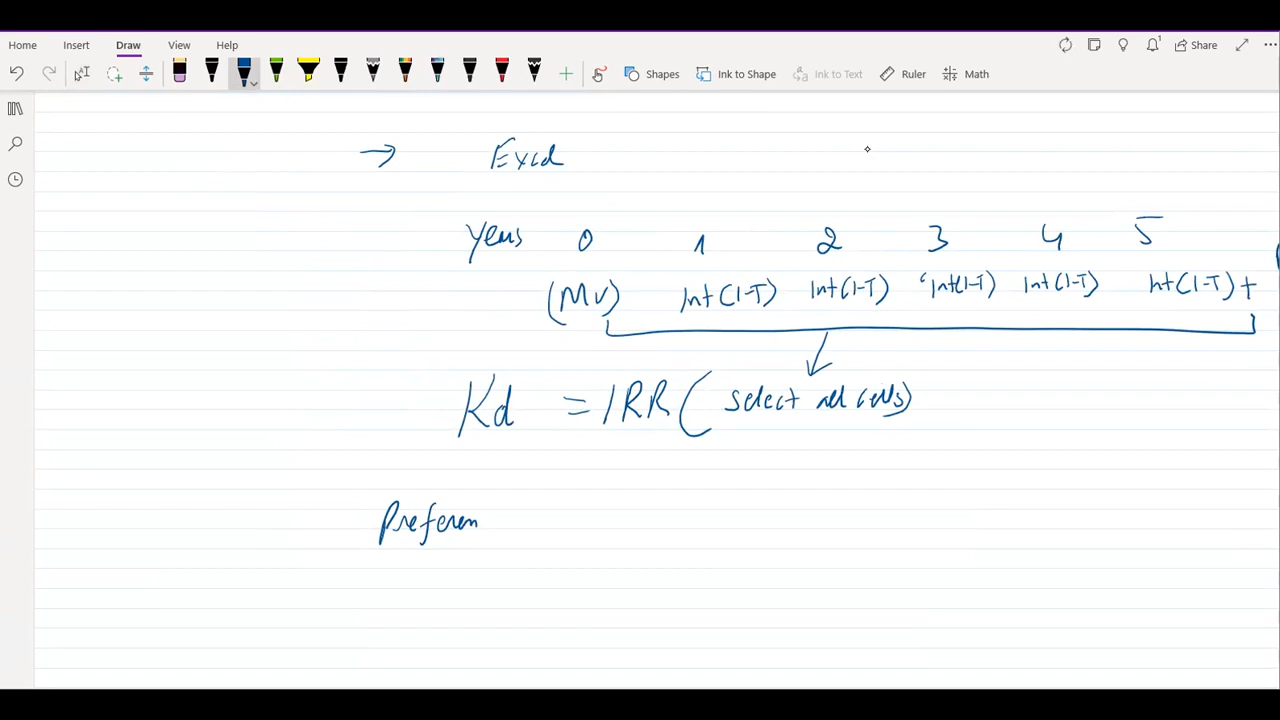 Home Insert Draw View Help Share
Shapes Ink to Shape Ink to Text Ruler Math
→ Excel
Years 0 1 2 3 4 5
(MV) Int(1-T) Int(1-T) Int(1-T) Int(1-T) Int(1-T) +
Kd = IRR( select all cells)
Preferen